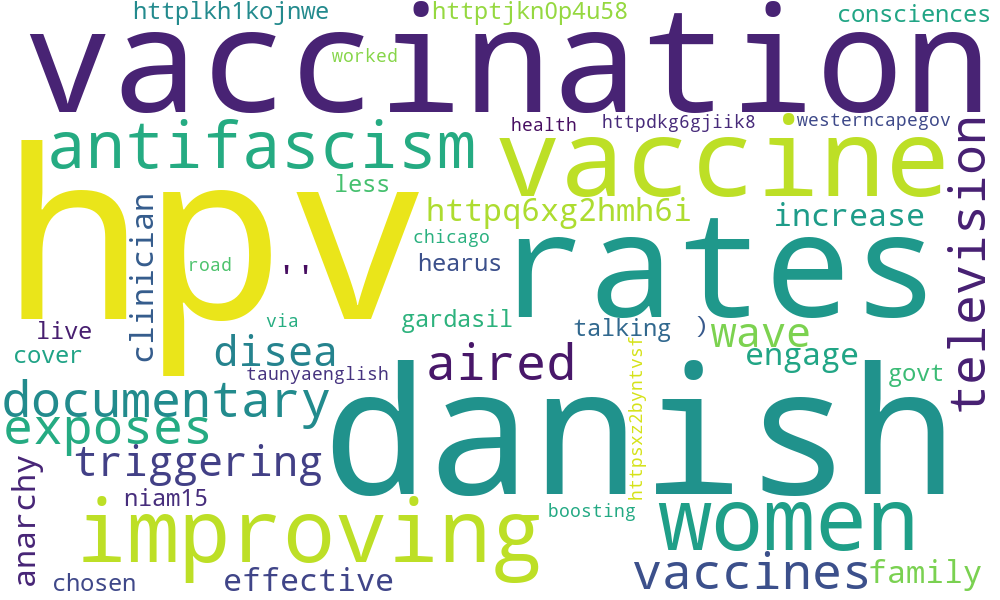 httplkh1kojnwe
httptjkn0p4u58
consciences
vaccination
worked
antifascism
health
httpdkg6gjiik8
westerncapegov
vaccine
television
hpv
less
httpq6xg2hmh6i
increase
clinician
rates
chicago
road
''
hearus
live
via
gardasil
talking
)
wave
cover
disea
aired
engage
taunyaenglish
httpsxz2byntvsf
govt
documentary
danish
exposes
triggering
anarchy
niam15
improving
boosting
women
chosen
effective
vaccines
family